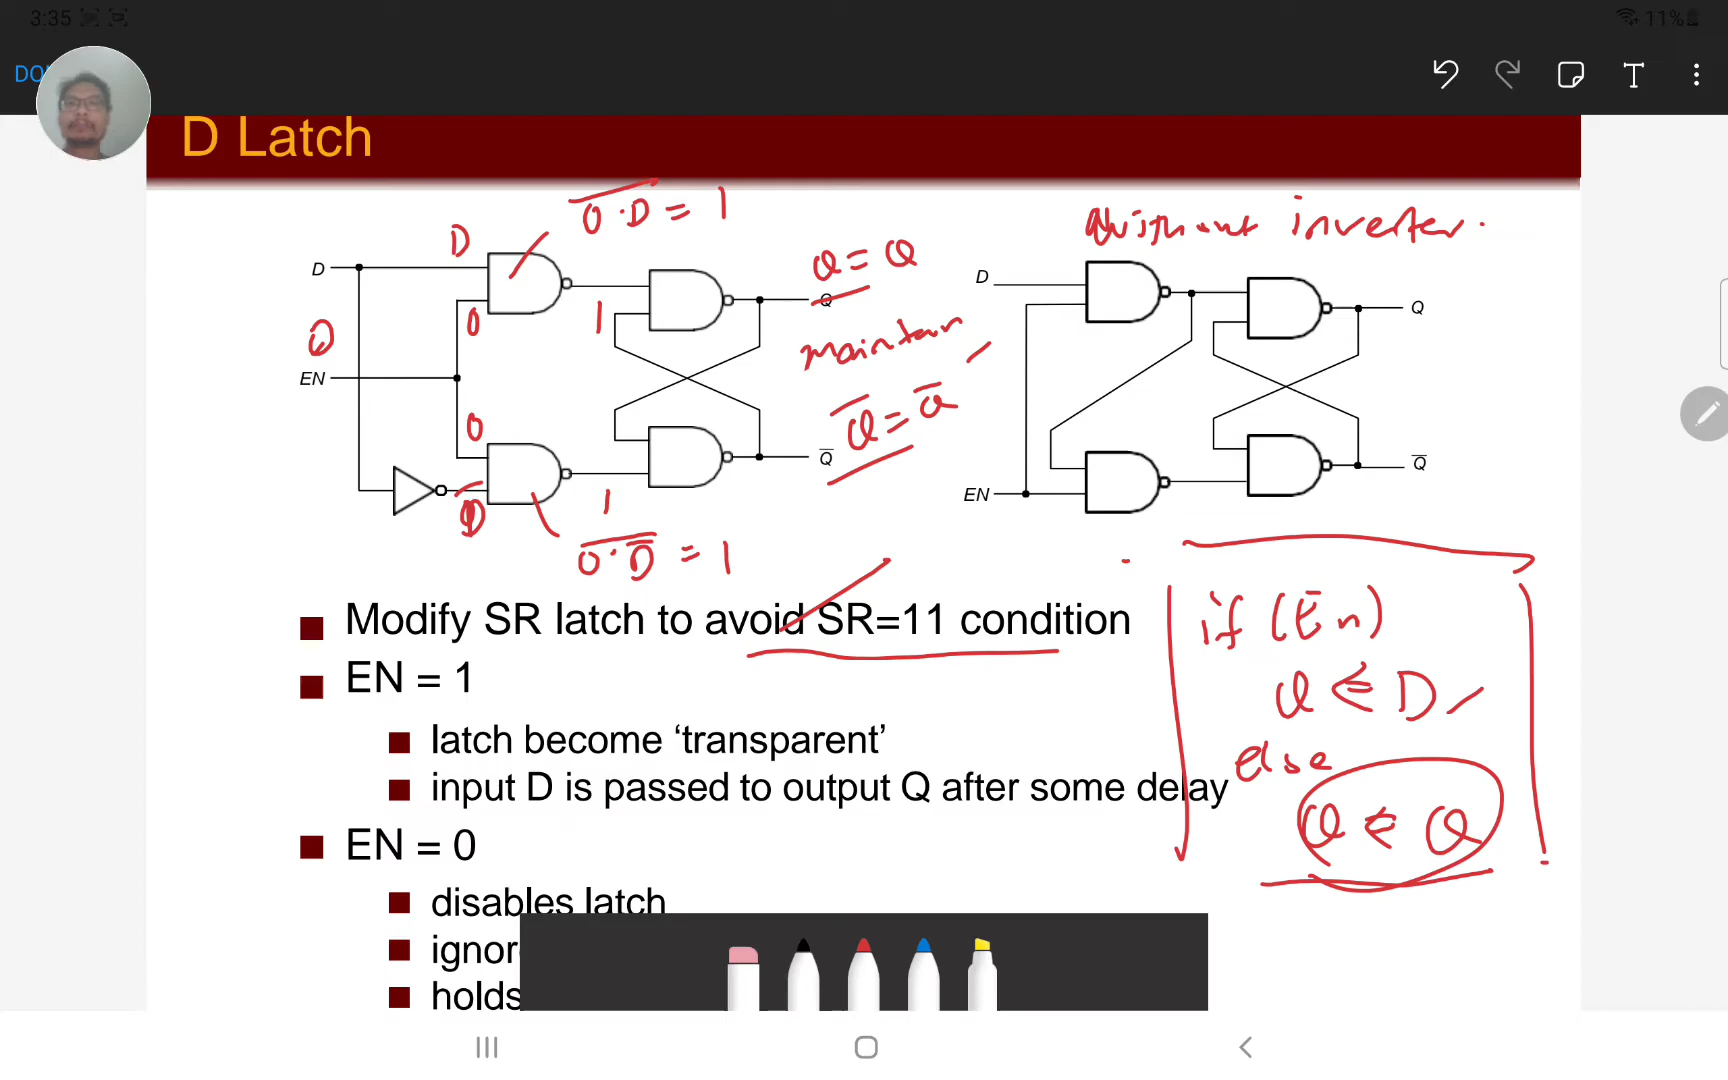 3:35
11%
DO
T
D Latch
0·D = 1
without inverter.
D
D
0
1
Q = Q
Q
maintain
0
EN
0
D
1
Q = Q
Q
0·D = 1
D
EN
Q
Q
Modify SR latch to avoid SR=11 condition
EN = 1
latch become ‘transparent’
input D is passed to output Q after some delay
EN = 0
disables latch
ignor
holds
if (En)
Q ⇐ D
else
Q ⇐ Q